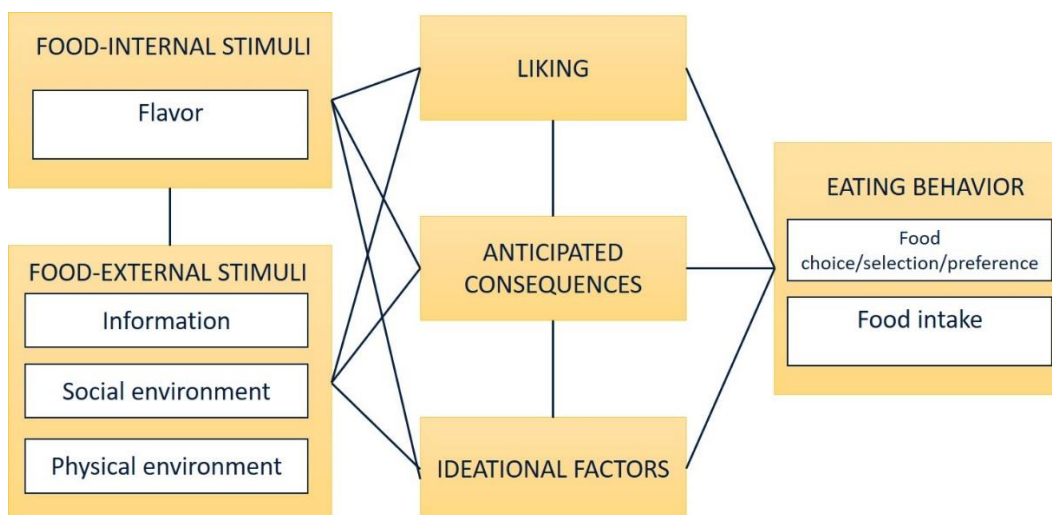 FOOD-INTERNAL STIMULI
Flavor
FOOD-EXTERNAL STIMULI
Information
Social environment
Physical environment
LIKING
ANTICIPATED
CONSEQUENCES
IDEATIONAL FACTORS
EATING BEHAVIOR
Food
choice/selection/preference
Food intake